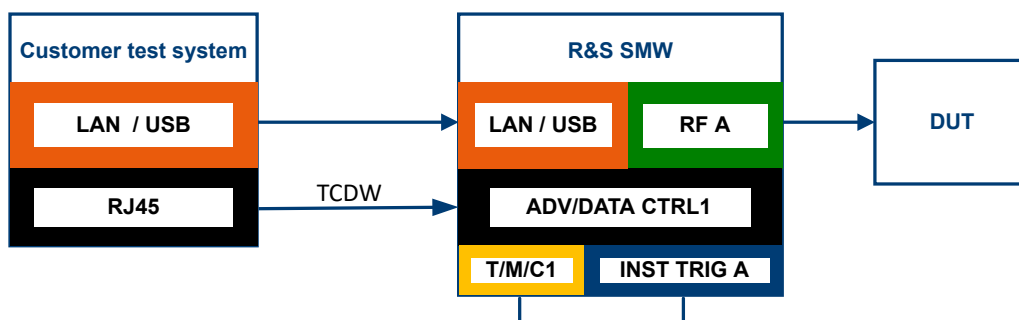 Customer test system
R&S SMW
LAN / USB
LAN / USB
RF A
DUT
RJ45
TCDW
ADV/DATA CTRL1
T/M/C1
INST TRIG A